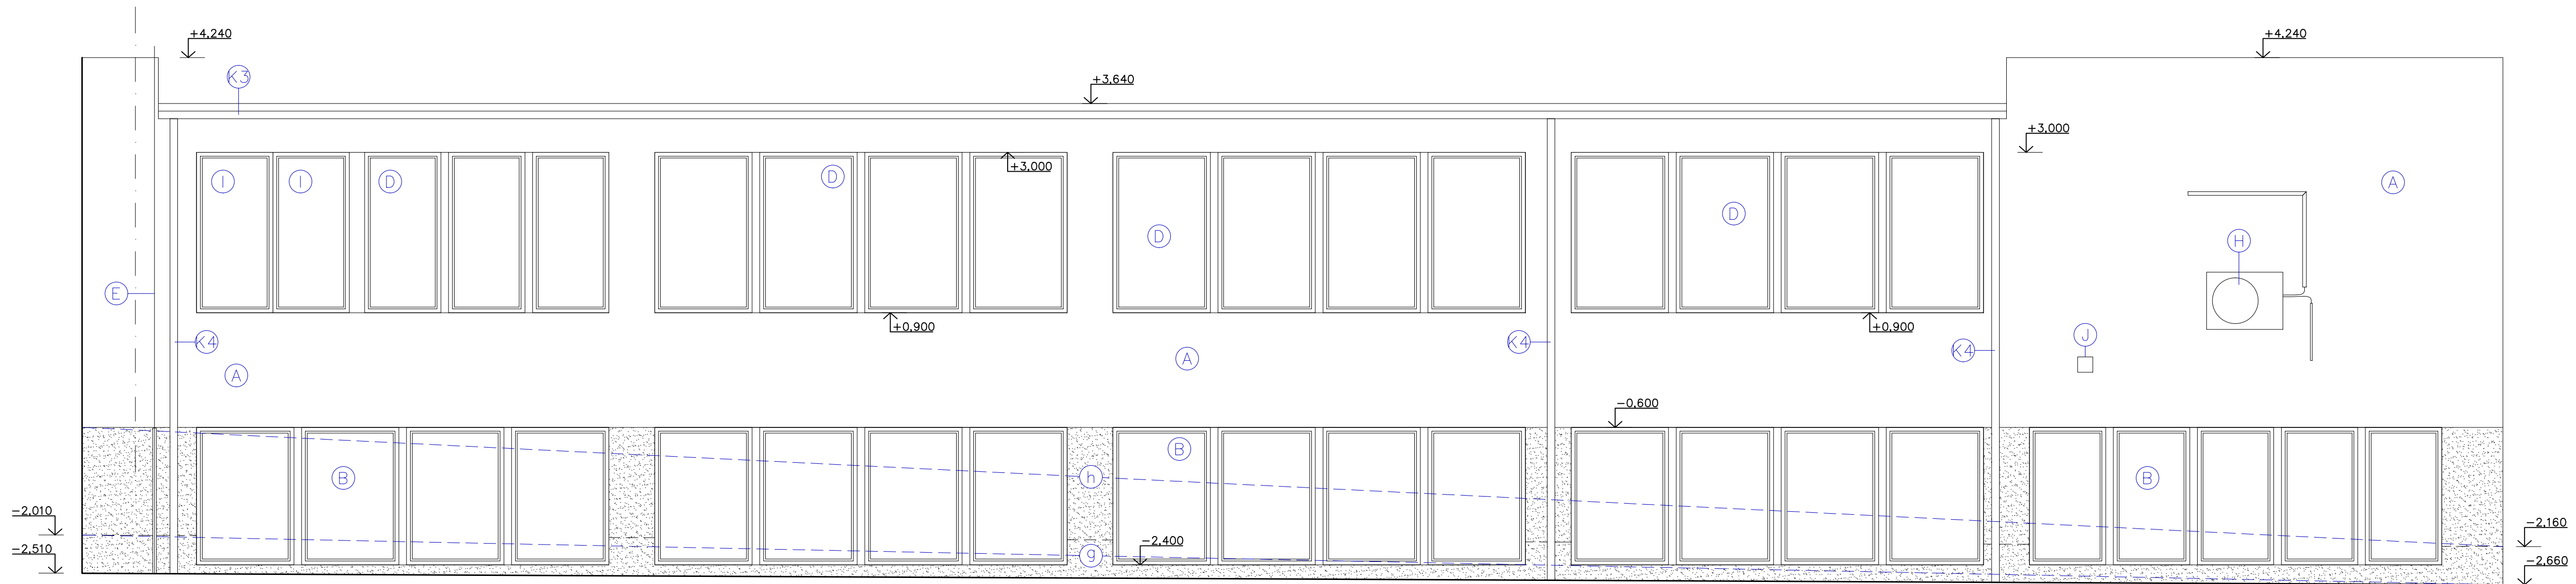 +4,240
+4,240
K3
+3,640
+3,000
+3,000
I
I
D
D
D
D
A
H
E
+0,900
+0,900
J
K4
K4
K4
A
A
-0,600
B
B
B
h
-2,010
-2,160
-2,400
-2,510
g
-2,660